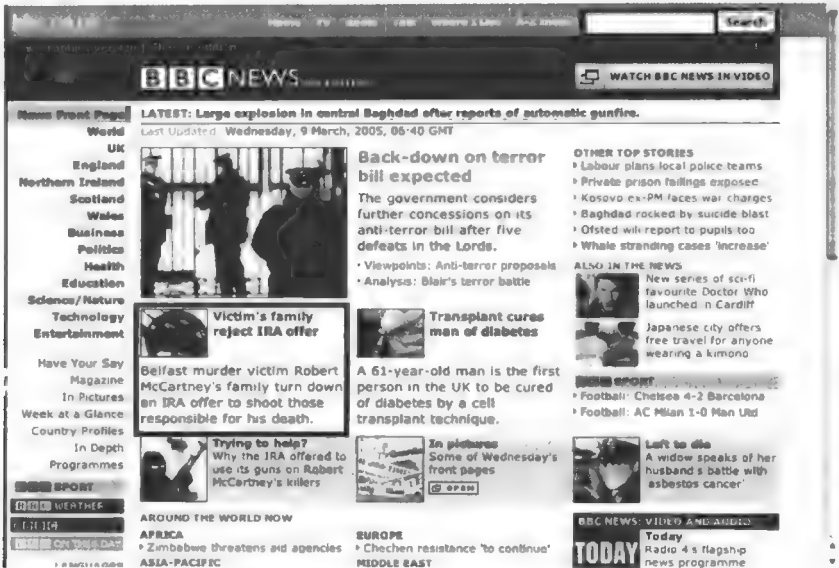 Search
BBC NEWS
WATCH BBC NEWS IN VIDEO
News Front Page
World
UK
England
Northern Ireland
Scotland
Wales
Business
Politics
Health
Education
Science/Nature
Technology
Entertainment
Have Your Say
Magazine
In Pictures
Week at a Glance
Country Profiles
In Depth
Programmes
BBC SPORT
BBC WEATHER
ON THIS DAY
LANGUAGES
LATEST: Large explosion in central Baghdad after reports of automatic gunfire.
Last Updated: Wednesday, 9 March, 2005, 06:40 GMT
Back-down on terror
bill expected
The government considers
further concessions on its
anti-terror bill after five
defeats in the Lords.
Viewpoints: Anti-terror proposals
Analysis: Blair's terror battle
Victim's family
reject IRA offer
Belfast murder victim Robert
McCartney's family turn down
an IRA offer to shoot those
responsible for his death.
Transplant cures
man of diabetes
A 61-year-old man is the first
person in the UK to be cured
of diabetes by a cell
transplant technique.
Trying to help?
Why the IRA offered to
use its guns on Robert
McCartney's killers
In pictures
Some of Wednesday's
front pages
OPEN
AROUND THE WORLD NOW
AFRICA
Zimbabwe threatens aid agencies
ASIA-PACIFIC
EUROPE
Chechen resistance 'to continue'
MIDDLE EAST
OTHER TOP STORIES
Labour plans local police teams
Private prison failings exposed
Kosovo ex-PM faces war charges
Baghdad rocked by suicide blast
Ofsted will report to pupils too
Whale stranding cases 'increase'
ALSO IN THE NEWS
New series of sci-fi
favourite Doctor Who
launched in Cardiff
Japanese city offers
free travel for anyone
wearing a kimono
SPORT
Football: Chelsea 4-2 Barcelona
Football: AC Milan 1-0 Man Utd
Left to die
A widow speaks of her
husband's battle with
'asbestos cancer'
BBC NEWS: VIDEO AND AUDIO
TODAY
Today
Radio 4's flagship
news programme